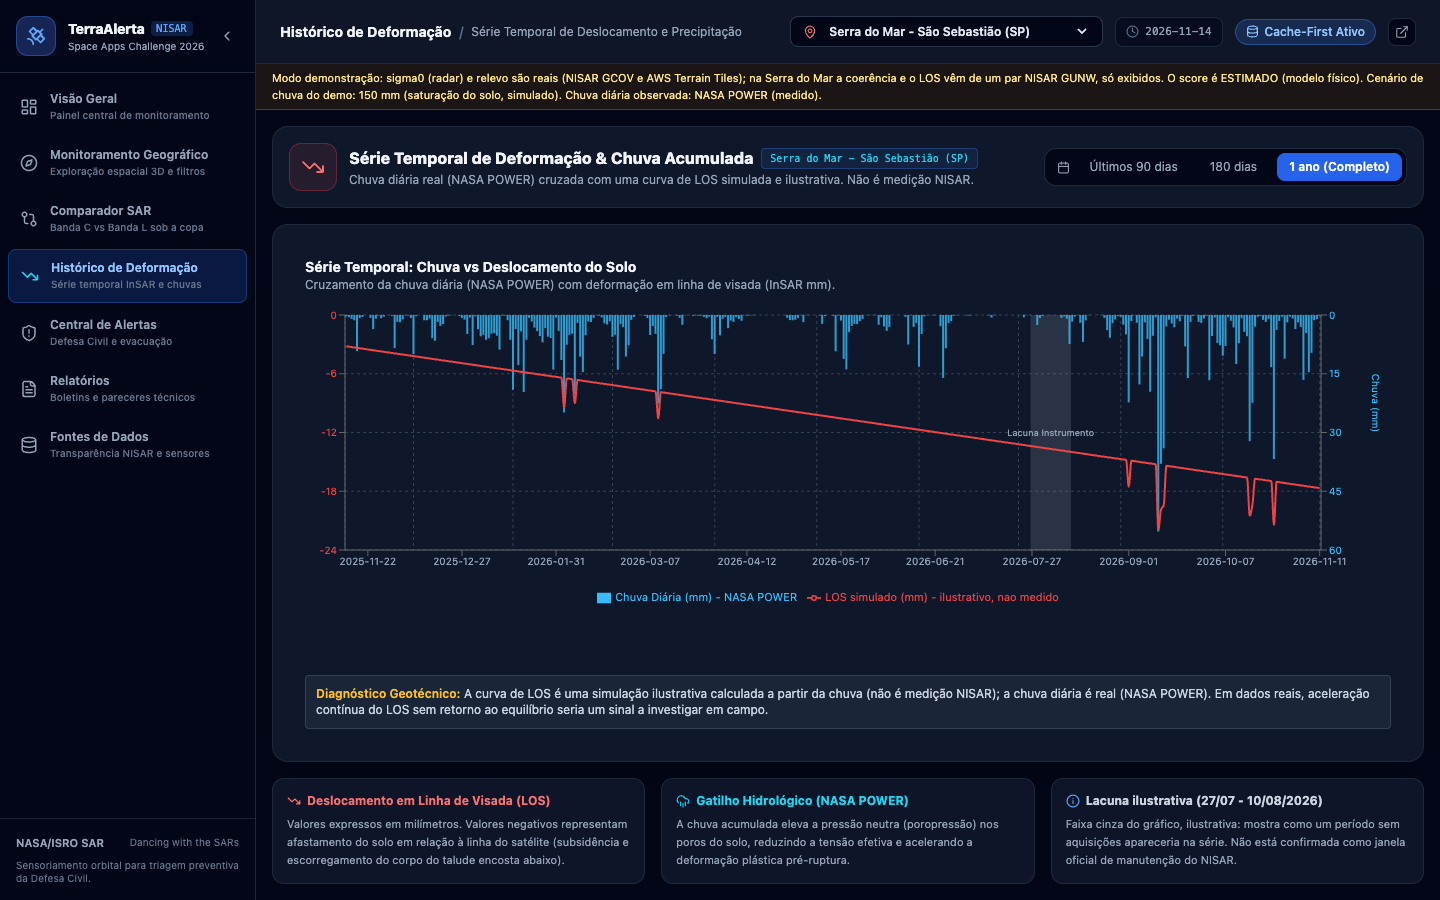 TerraAlerta NISAR
Space Apps Challenge 2026
Visão Geral
Painel central de monitoramento
Monitoramento Geográfico
Exploração espacial 3D e filtros
Comparador SAR
Banda C vs Banda L sob a copa
Histórico de Deformação
Série temporal InSAR e chuvas
Central de Alertas
Defesa Civil e evacuação
Relatórios
Boletins e pareceres técnicos
Fontes de Dados
Transparência NISAR e sensores
NASA/ISRO SAR Dancing with the SARs
Sensoriamento orbital para triagem preventiva
da Defesa Civil.
Histórico de Deformação / Série Temporal de Deslocamento e Precipitação
Serra do Mar - São Sebastião (SP)
2026-11-14
Cache-First Ativo
Modo demonstração: sigma0 (radar) e relevo são reais (NISAR GCOV e AWS Terrain Tiles); na Serra do Mar a coerência e o LOS vêm de um par NISAR GUNW, só exibidos. O score é ESTIMADO (modelo físico). Cenário de
chuva do demo: 150 mm (saturação do solo, simulado). Chuva diária observada: NASA POWER (medido).
Série Temporal de Deformação & Chuva Acumulada Serra do Mar – São Sebastião (SP)
Chuva diária real (NASA POWER) cruzada com uma curva de LOS simulada e ilustrativa. Não é medição NISAR.
Últimos 90 dias 180 dias 1 ano (Completo)
Série Temporal: Chuva vs Deslocamento do Solo
Cruzamento da chuva diária (NASA POWER) com deformação em linha de visada (InSAR mm).
0 0
-6 15
-12 30
-18 45
-24 60
Chuva (mm)
Lacuna Instrumento
2025-11-22 2025-12-27 2026-01-31 2026-03-07 2026-04-12 2026-05-17 2026-06-21 2026-07-27 2026-09-01 2026-10-07 2026-11-11
Chuva Diária (mm) - NASA POWER LOS simulado (mm) - ilustrativo, nao medido
Diagnóstico Geotécnico: A curva de LOS é uma simulação ilustrativa calculada a partir da chuva (não é medição NISAR); a chuva diária é real (NASA POWER). Em dados reais, aceleração
contínua do LOS sem retorno ao equilíbrio seria um sinal a investigar em campo.
Deslocamento em Linha de Visada (LOS)
Valores expressos em milímetros. Valores negativos representam
afastamento do solo em relação à linha do satélite (subsidência e
escorregamento do corpo do talude encosta abaixo).
Gatilho Hidrológico (NASA POWER)
A chuva acumulada eleva a pressão neutra (poropressão) nos
poros do solo, reduzindo a tensão efetiva e acelerando a
deformação plástica pré-ruptura.
Lacuna ilustrativa (27/07 - 10/08/2026)
Faixa cinza do gráfico, ilustrativa: mostra como um período sem
aquisições apareceria na série. Não está confirmada como janela
oficial de manutenção do NISAR.